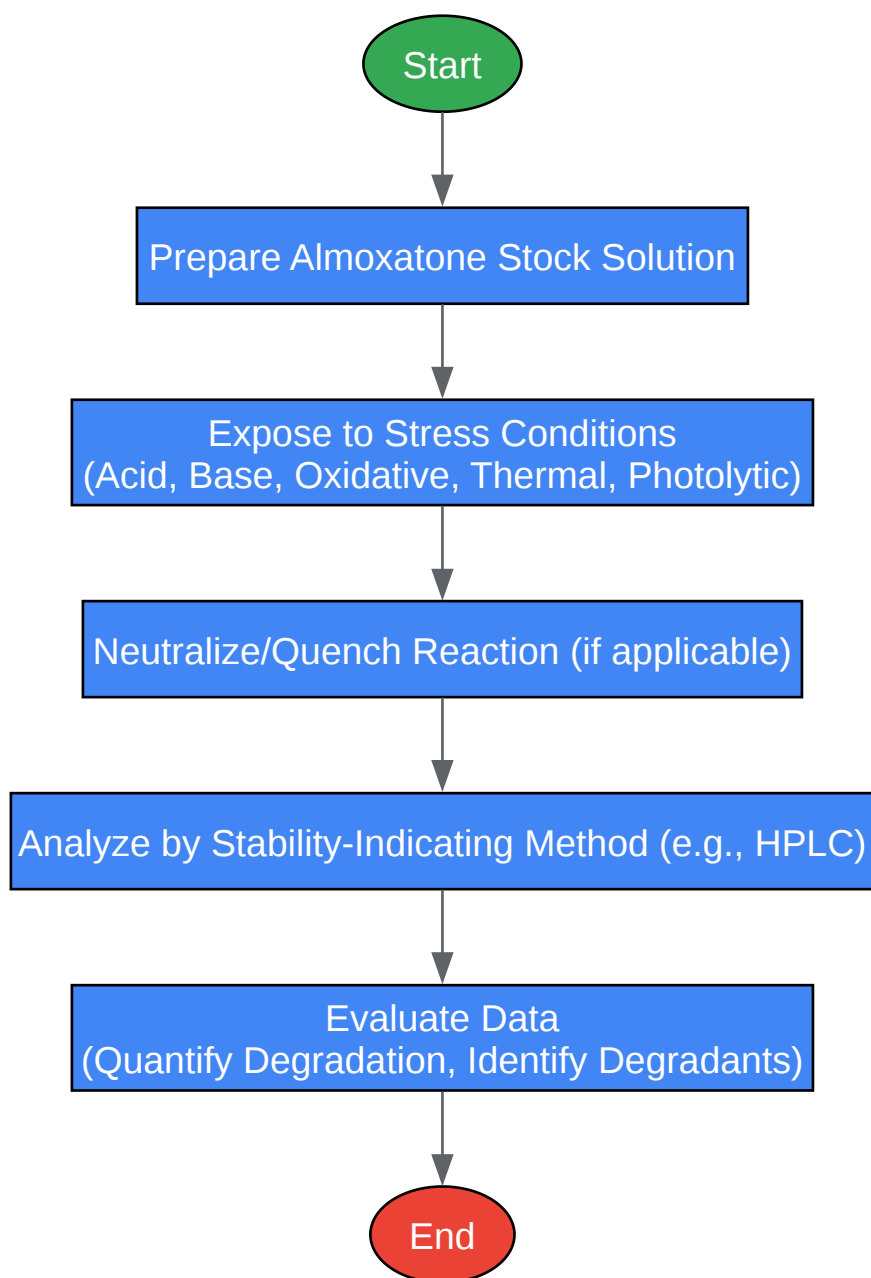 Start
Prepare Almoxatone Stock Solution
Expose to Stress Conditions
(Acid, Base, Oxidative, Thermal, Photolytic)
Neutralize/Quench Reaction (if applicable)
Analyze by Stability-Indicating Method (e.g., HPLC)
Evaluate Data
(Quantify Degradation, Identify Degradants)
End